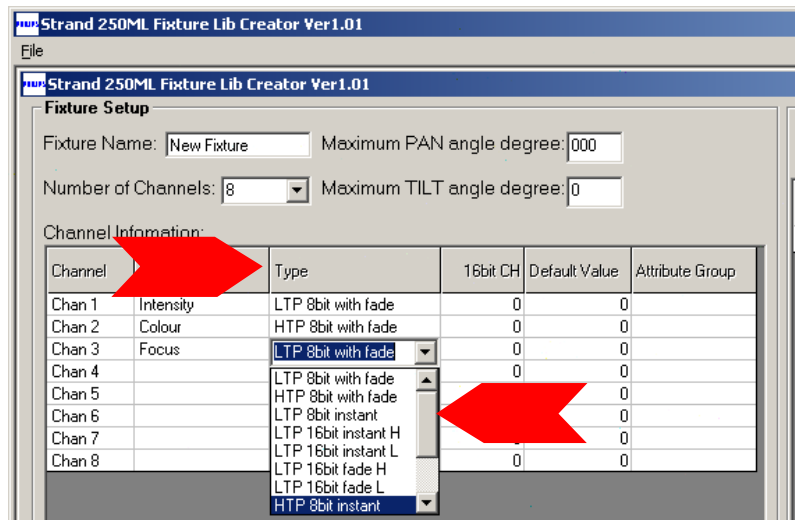 PHILIPS Strand 250ML Fixture Lib Creator Ver1.01
File
PHILIPS Strand 250ML Fixture Lib Creator Ver1.01
Fixture Setup
Fixture Name: New Fixture Maximum PAN angle degree: 000
Number of Channels: 8 Maximum TILT angle degree: 0
Channel Infomation:
Channel Type 16bit CH Default Value Attribute Group
Chan 1 Intensity LTP 8bit with fade 0 0
Chan 2 Colour HTP 8bit with fade 0 0
Chan 3 Focus LTP 8bit with fade 0 0
Chan 4 0 0
Chan 5 0
Chan 6 0
Chan 7 0
Chan 8 0 0
LTP 8bit with fade
HTP 8bit with fade
LTP 8bit instant
LTP 16bit instant H
LTP 16bit instant L
LTP 16bit fade H
LTP 16bit fade L
HTP 8bit instant